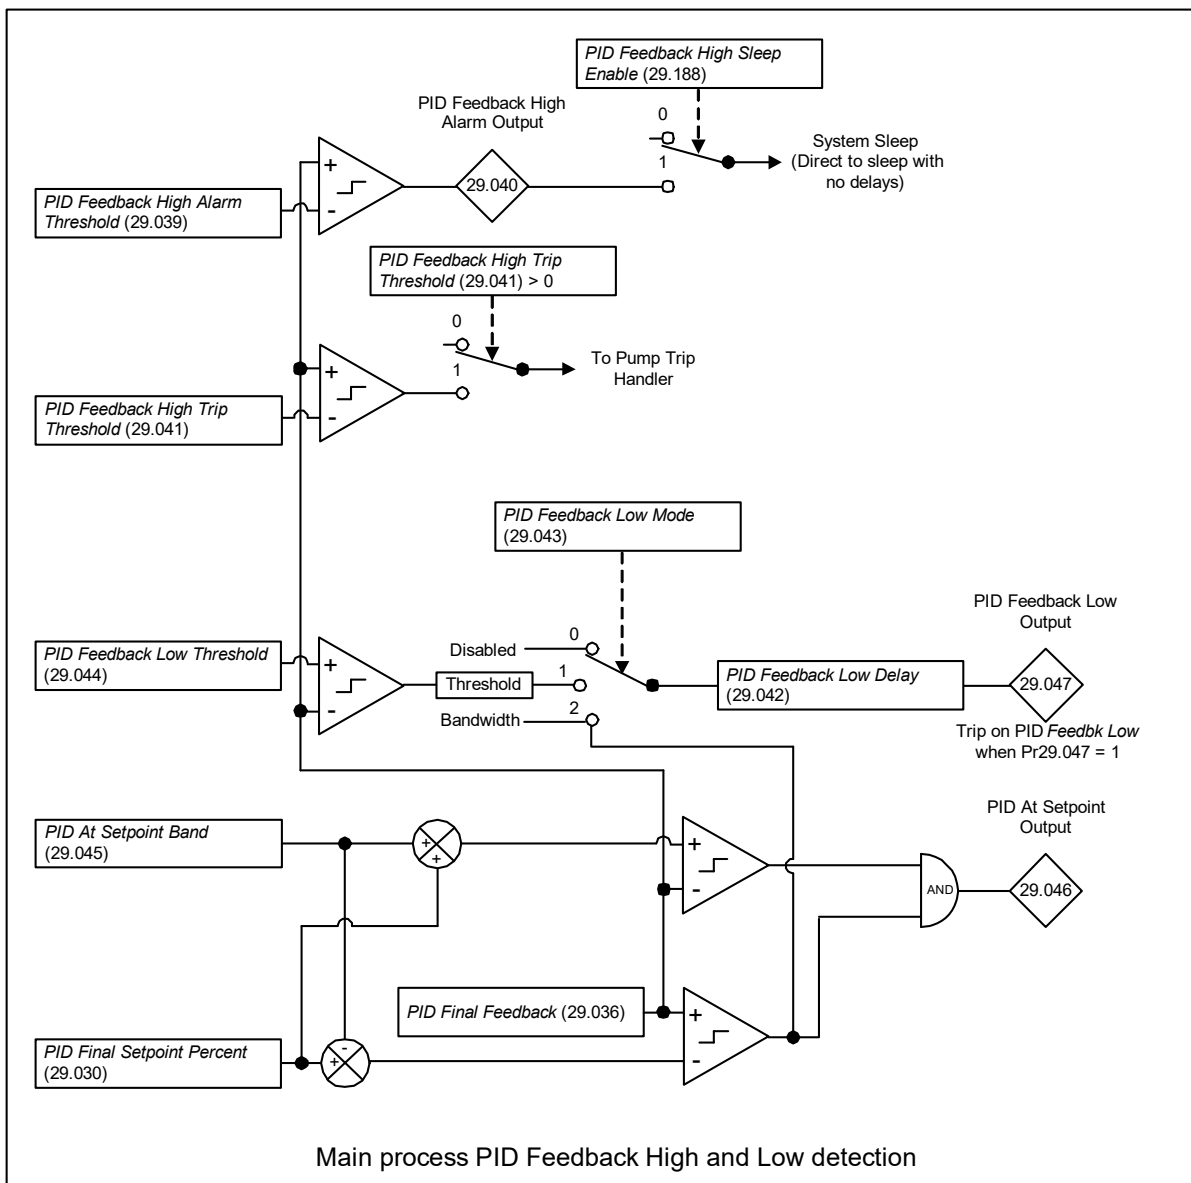 PID Feedback High Sleep
Enable (29.188)
PID Feedback High
Alarm Output
0
1
System Sleep
(Direct to sleep with
no delays)
+
-
29.040
PID Feedback High Alarm
Threshold (29.039)
PID Feedback High Trip
Threshold (29.041) > 0
0
1
To Pump Trip
Handler
+
-
PID Feedback High Trip
Threshold (29.041)
PID Feedback Low Mode
(29.043)
PID Feedback Low
Output
PID Feedback Low Threshold
(29.044)
+
-
Disabled
0
Threshold
1
Bandwidth
2
PID Feedback Low Delay
(29.042)
29.047
Trip on PID Feedbk Low
when Pr29.047 = 1
PID At Setpoint Band
(29.045)
+
+
+
-
PID At Setpoint
Output
AND
29.046
PID Final Feedback (29.036)
+
-
PID Final Setpoint Percent
(29.030)
-
+
Main process PID Feedback High and Low detection